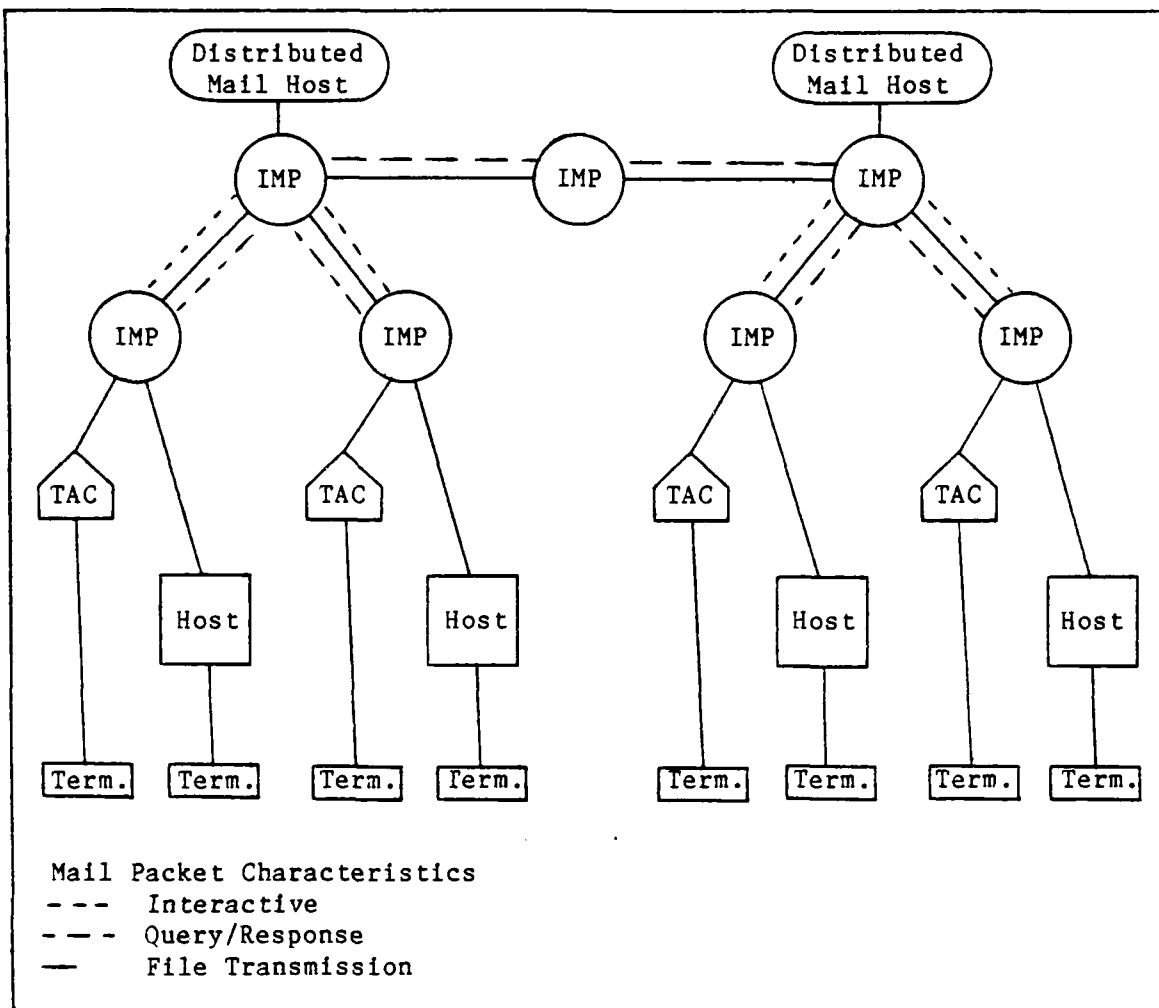 Distributed
Mail Host
Distributed
Mail Host
IMP
IMP
IMP
IMP
IMP
IMP
IMP
TAC
TAC
TAC
TAC
Host
Host
Host
Host
Term.
Term.
Term.
Term.
Term.
Term.
Term.
Term.
Mail Packet Characteristics
--- Interactive
-- - Query/Response
— File Transmission